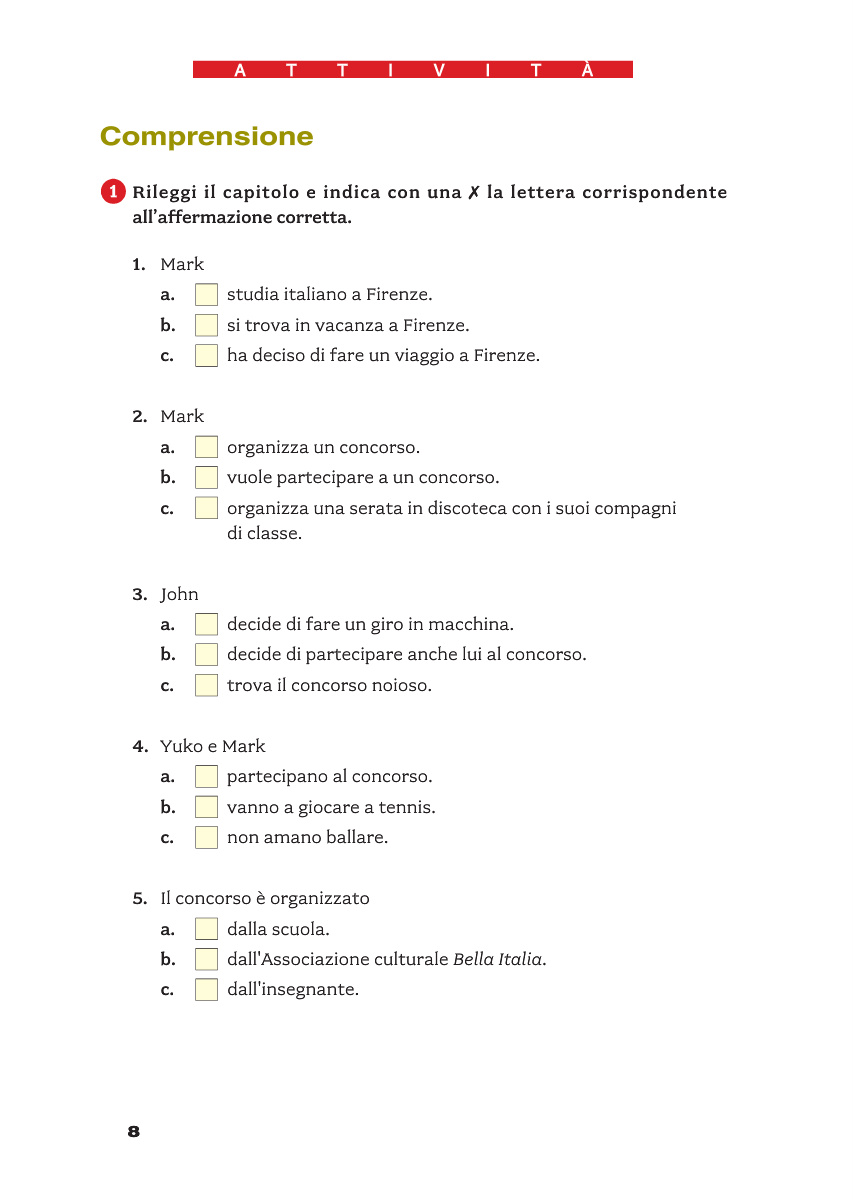 ATTIVITÀ
Comprensione
1 Rileggi il capitolo e indica con una ✗ la lettera corrispondente
all'affermazione corretta.
1. Mark
a. studia italiano a Firenze.
b. si trova in vacanza a Firenze.
c. ha deciso di fare un viaggio a Firenze.
2. Mark
a. organizza un concorso.
b. vuole partecipare a un concorso.
c. organizza una serata in discoteca con i suoi compagni
di classe.
3. John
a. decide di fare un giro in macchina.
b. decide di partecipare anche lui al concorso.
c. trova il concorso noioso.
4. Yuko e Mark
a. partecipano al concorso.
b. vanno a giocare a tennis.
c. non amano ballare.
5. Il concorso è organizzato
a. dalla scuola.
b. dall'Associazione culturale Bella Italia.
c. dall'insegnante.
8